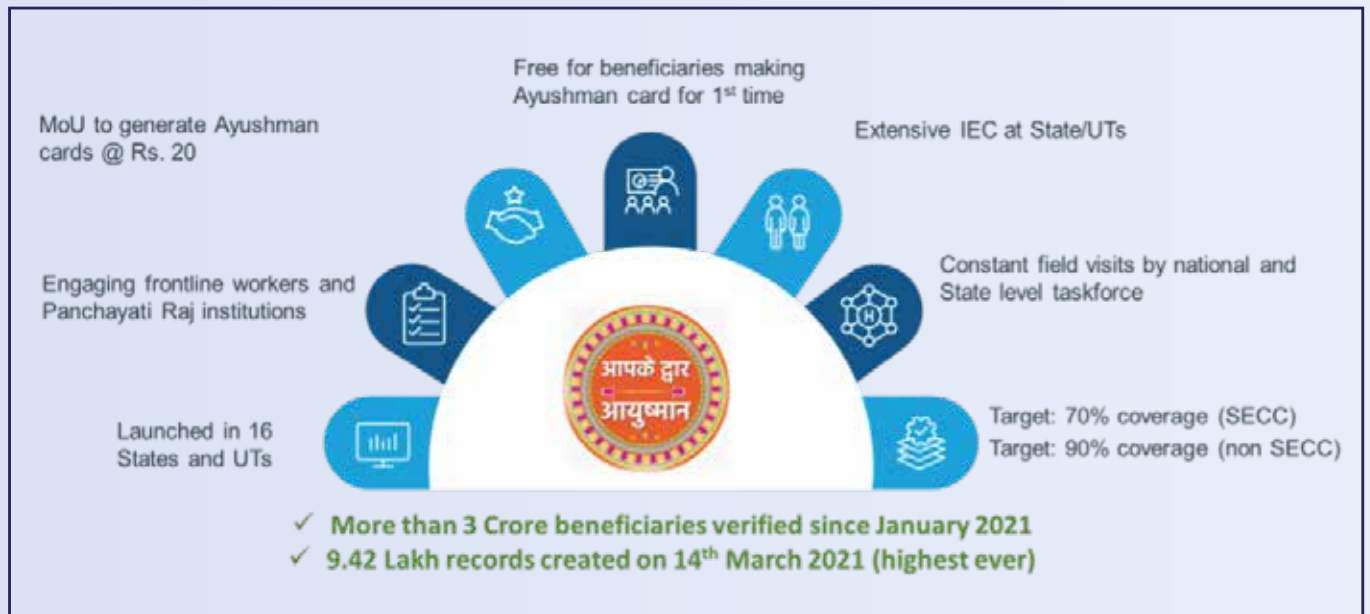 Free for beneficiaries making
Ayushman card for 1st time
MoU to generate Ayushman
cards @ Rs. 20
Extensive IEC at State/UTs
Engaging frontline workers and
Panchayati Raj institutions
Constant field visits by national and
State level taskforce
आपके द्वार
आयुष्मान
Launched in 16
States and UTs
Target: 70% coverage (SECC)
Target: 90% coverage (non SECC)
✓ More than 3 Crore beneficiaries verified since January 2021
✓ 9.42 Lakh records created on 14th March 2021 (highest ever)
H